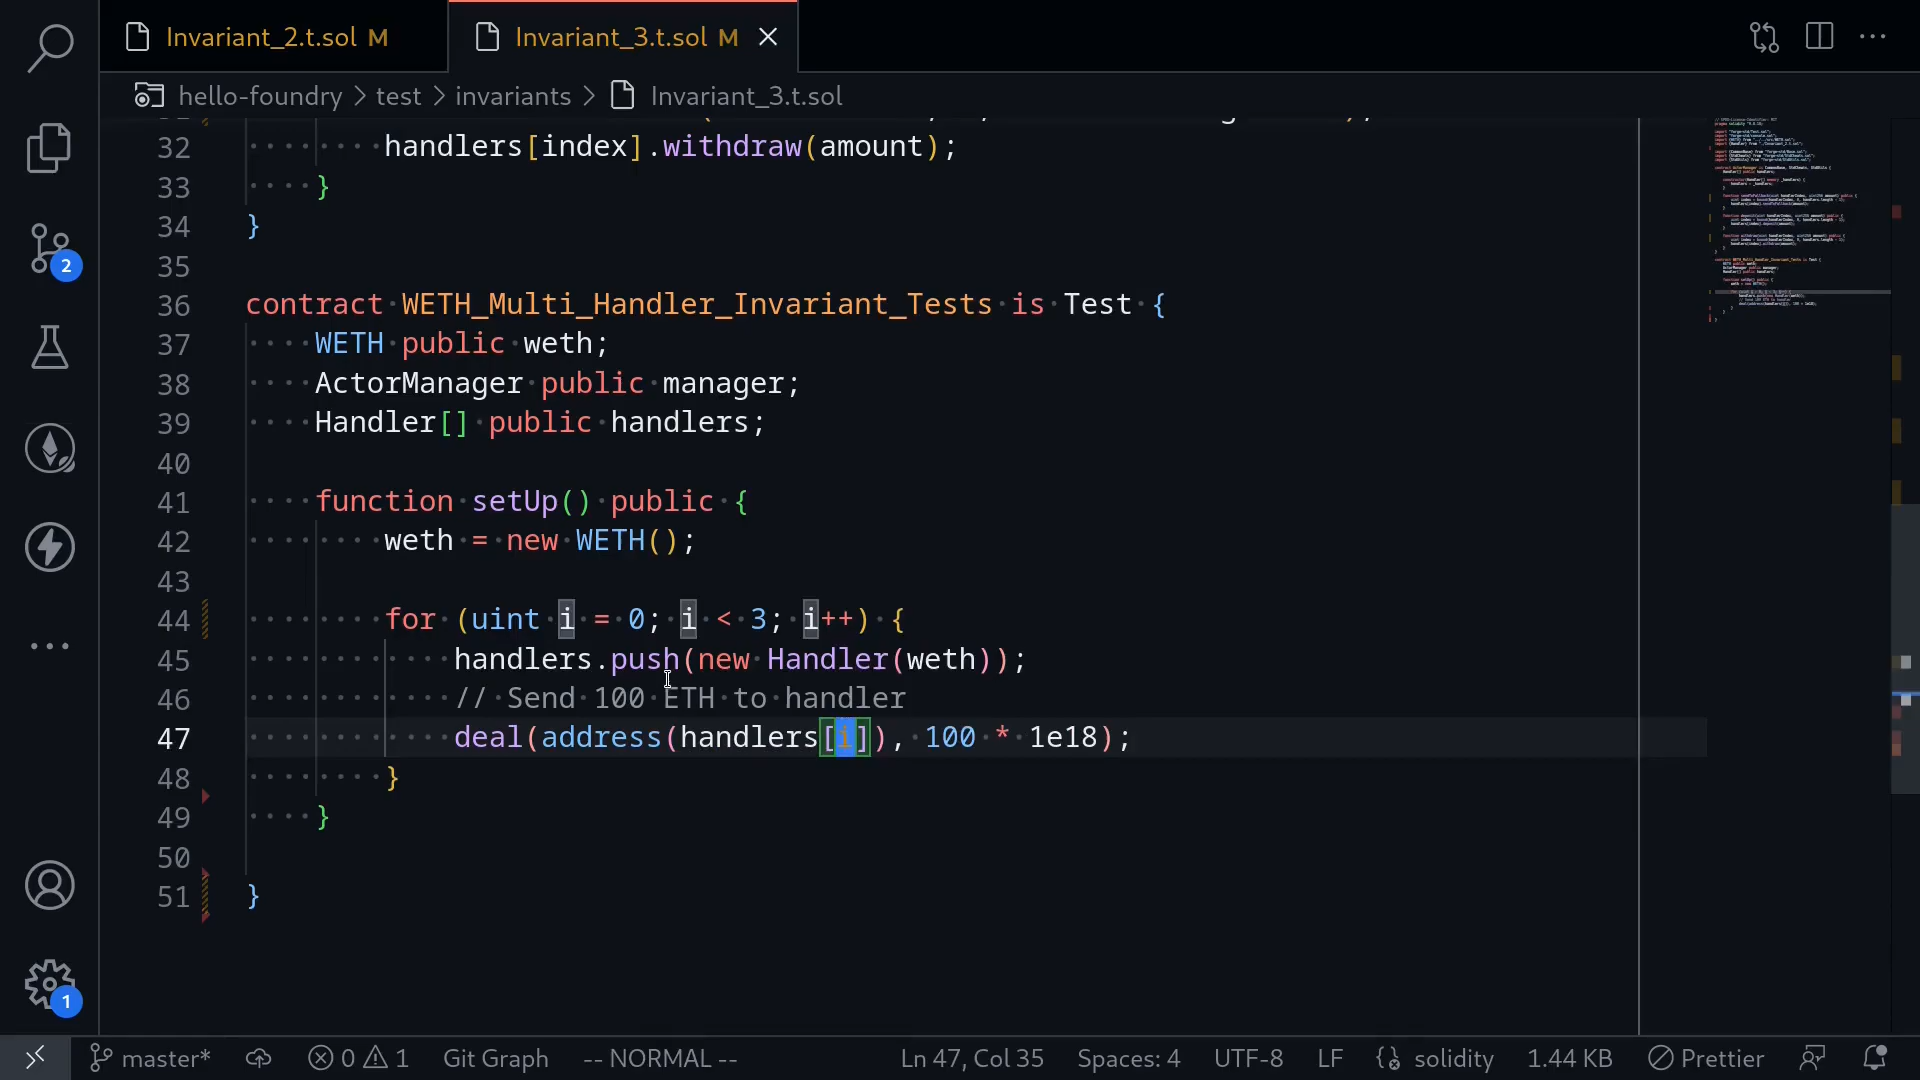 Invariant_2.t.sol M
Invariant_3.t.sol M
hello-foundry > test > invariants > Invariant_3.t.sol
32 handlers[index].withdraw(amount);
33 }
34 }
35
36 contract WETH_Multi_Handler_Invariant_Tests is Test {
37 WETH public weth;
38 ActorManager public manager;
39 Handler[] public handlers;
40
41 function setUp() public {
42 weth = new WETH();
43
44 for (uint i = 0; i < 3; i++) {
45 handlers.push(new Handler(weth));
46 // Send 100 ETH to handler
47 deal(address(handlers[i]), 100 * 1e18);
48 }
49 }
50
51 }
2
1
master* 0 1 Git Graph -- NORMAL -- Ln 47, Col 35 Spaces: 4 UTF-8 LF solidity 1.44 KB Prettier